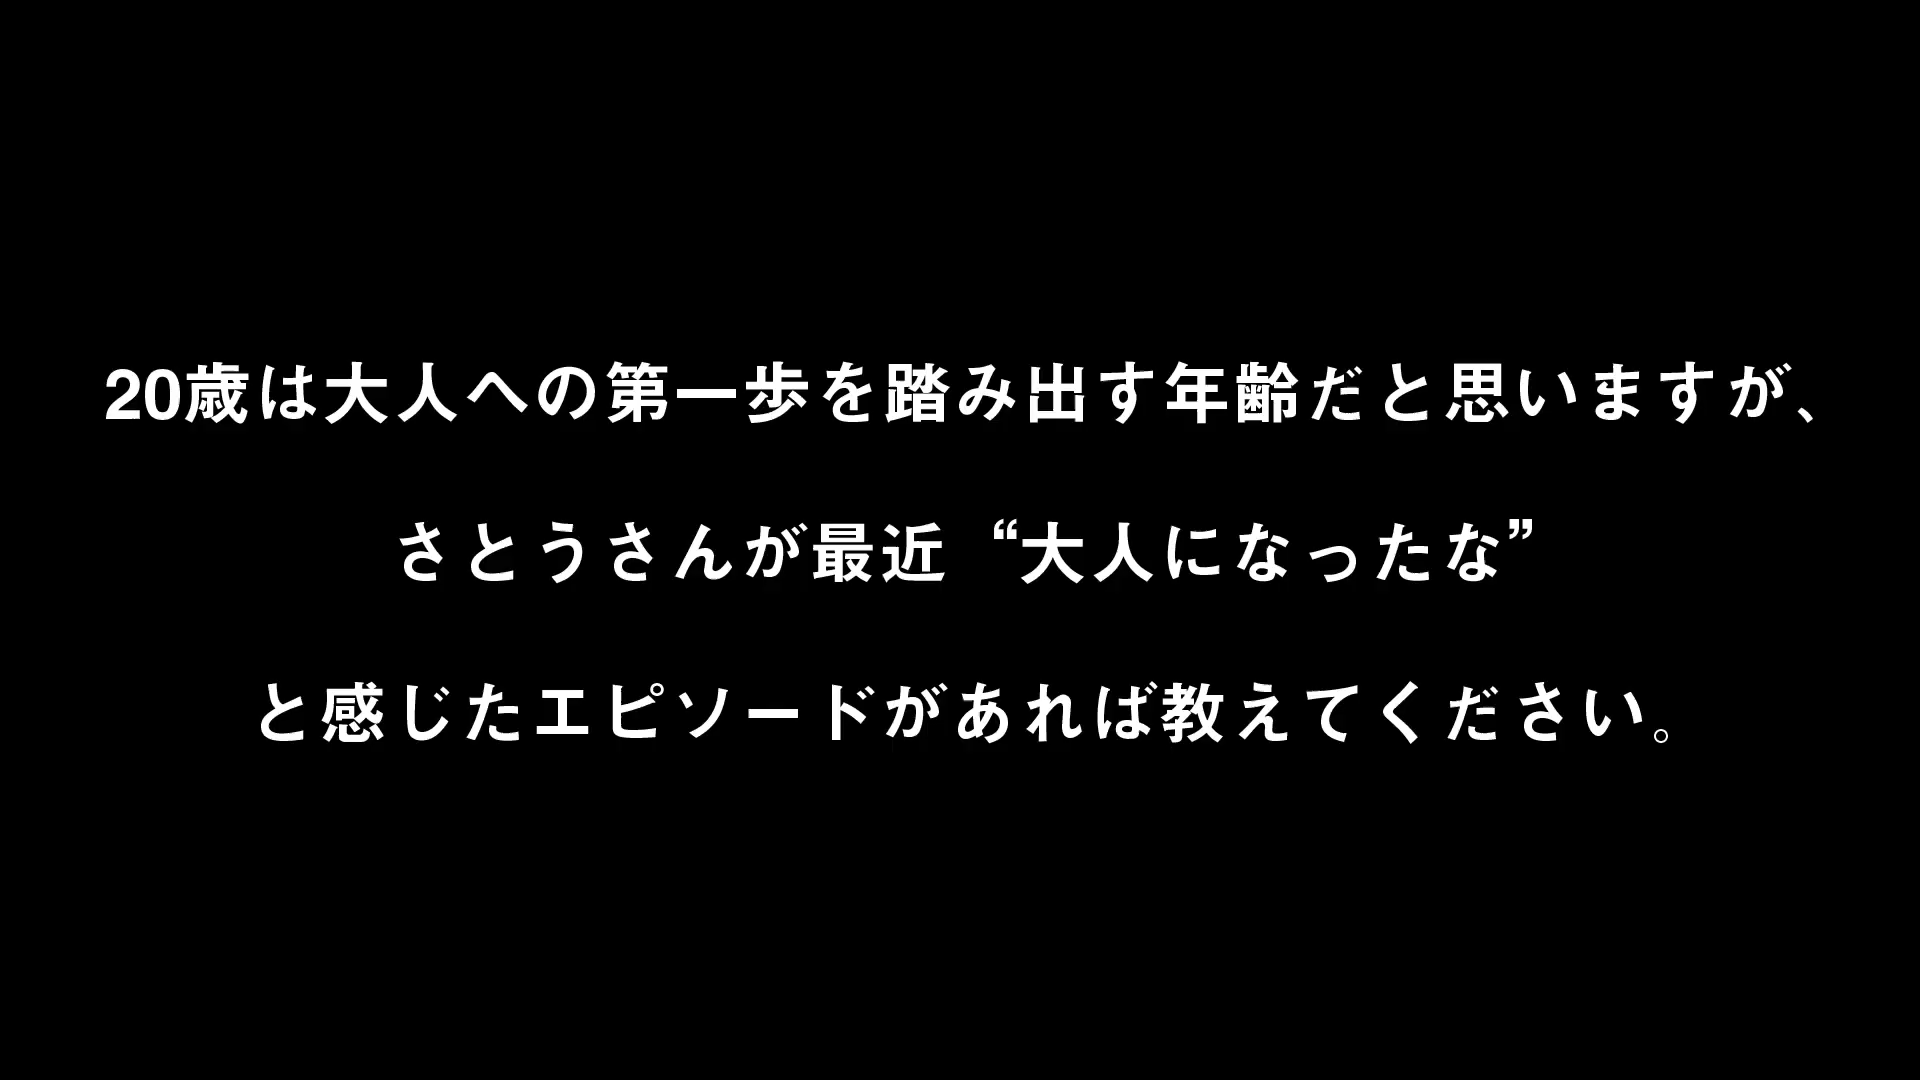 20歳は大人への第一歩を踏み出す年齢だと思いますが、
さとうさんが最近“大人になったな”
と感じたエピソードがあれば教えてください。